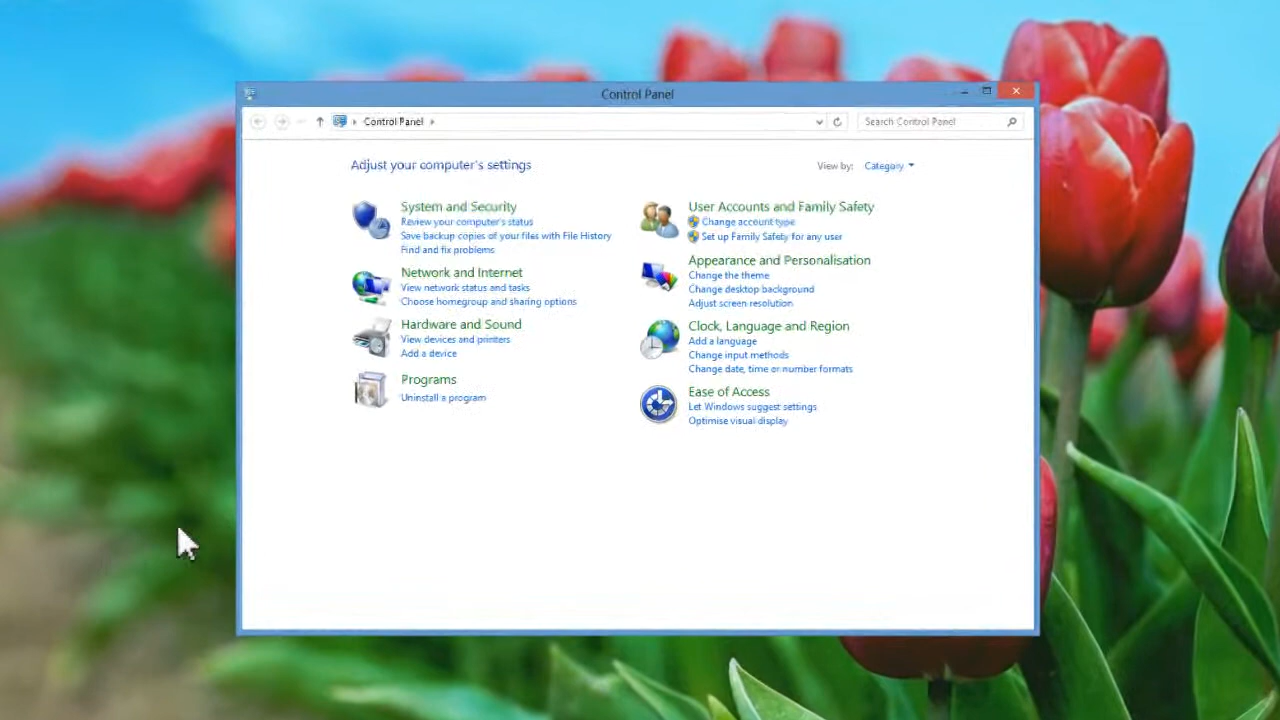 Control Panel
Control Panel
Search Control Panel
Adjust your computer's settings
View by: Category
System and Security
Review your computer's status
Save backup copies of your files with File History
Find and fix problems
Network and Internet
View network status and tasks
Choose homegroup and sharing options
Hardware and Sound
View devices and printers
Add a device
Programs
Uninstall a program
User Accounts and Family Safety
Change account type
Set up Family Safety for any user
Appearance and Personalisation
Change the theme
Change desktop background
Adjust screen resolution
Clock, Language and Region
Add a language
Change input methods
Change date, time or number formats
Ease of Access
Let Windows suggest settings
Optimise visual display